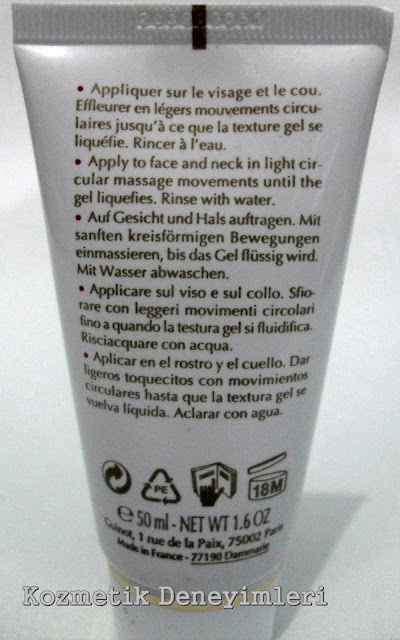 • Appliquer sur le visage et le cou.
Effleurer en légers mouvements circu-
laires jusqu'à ce que la texture gel se
liquéfie. Rincer à l'eau.
• Apply to face and neck in light cir-
cular massage movements until the
gel liquefies. Rinse with water.
• Auf Gesicht und Hals auftragen. Mit
sanften kreisförmigen Bewegungen
einmassieren, bis das Gel flüssig wird.
Mit Wasser abwaschen.
• Applicare sul viso e sul collo. Sfio-
rare con leggeri movimenti circolari
fino a quando la testura gel si fluidifica.
Risciacquare con acqua.
• Aplicar en el rostro y el cuello. Dar
ligeros toquecitos con movimientos
circulares hasta que la textura gel se
vuelva líquida. Aclarar con agua.
PE
18M
℮ 50 ml - NET WT 1.6 OZ
Guinot, 1 rue de la Paix, 75002 Paris
Made in France - 77190 Dammarie
Kozmetik Deneyimleri